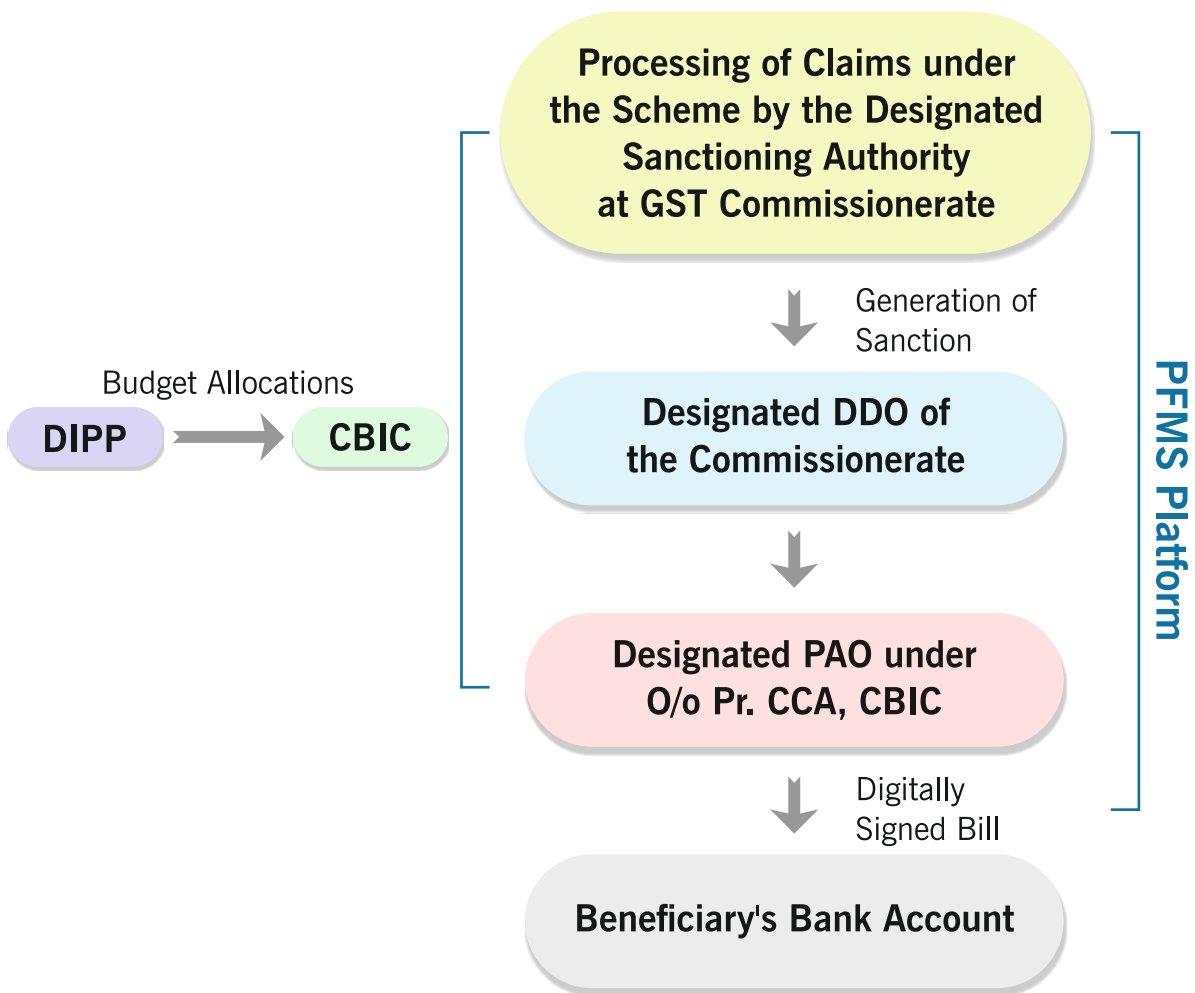 Processing of Claims under
the Scheme by the Designated
Sanctioning Authority
at GST Commissionerate
Generation of
Sanction
Budget Allocations
DIPP
CBIC
Designated DDO of
the Commissionerate
PFMS Platform
Designated PAO under
O/o Pr. CCA, CBIC
Digitally
Signed Bill
Beneficiary's Bank Account